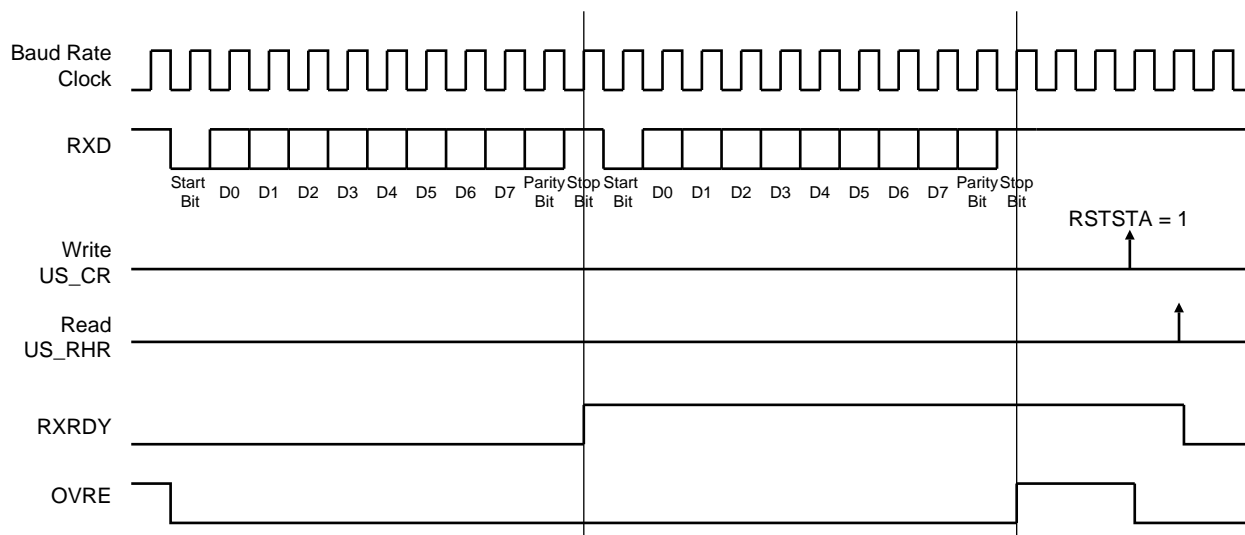 Baud Rate
Clock
RXD
Start
Bit
D0
D1
D2
D3
D4
D5
D6
D7
Parity
Bit
Stop
Bit
Start
Bit
D0
D1
D2
D3
D4
D5
D6
D7
Parity
Bit
Stop
Bit
RSTSTA = 1
Write
US_CR
Read
US_RHR
RXRDY
OVRE